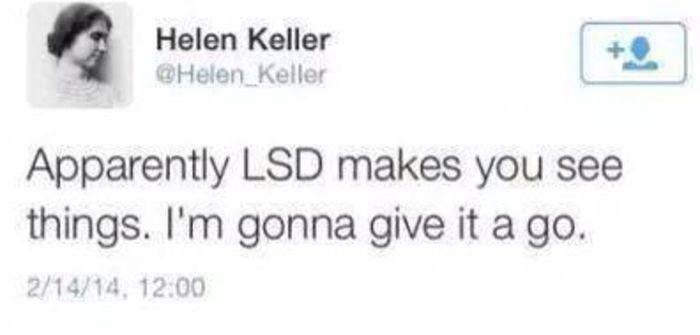 Helen Keller
@Helen_Keller
Apparently LSD makes you see
things. I'm gonna give it a go.
2/14/14, 12:00